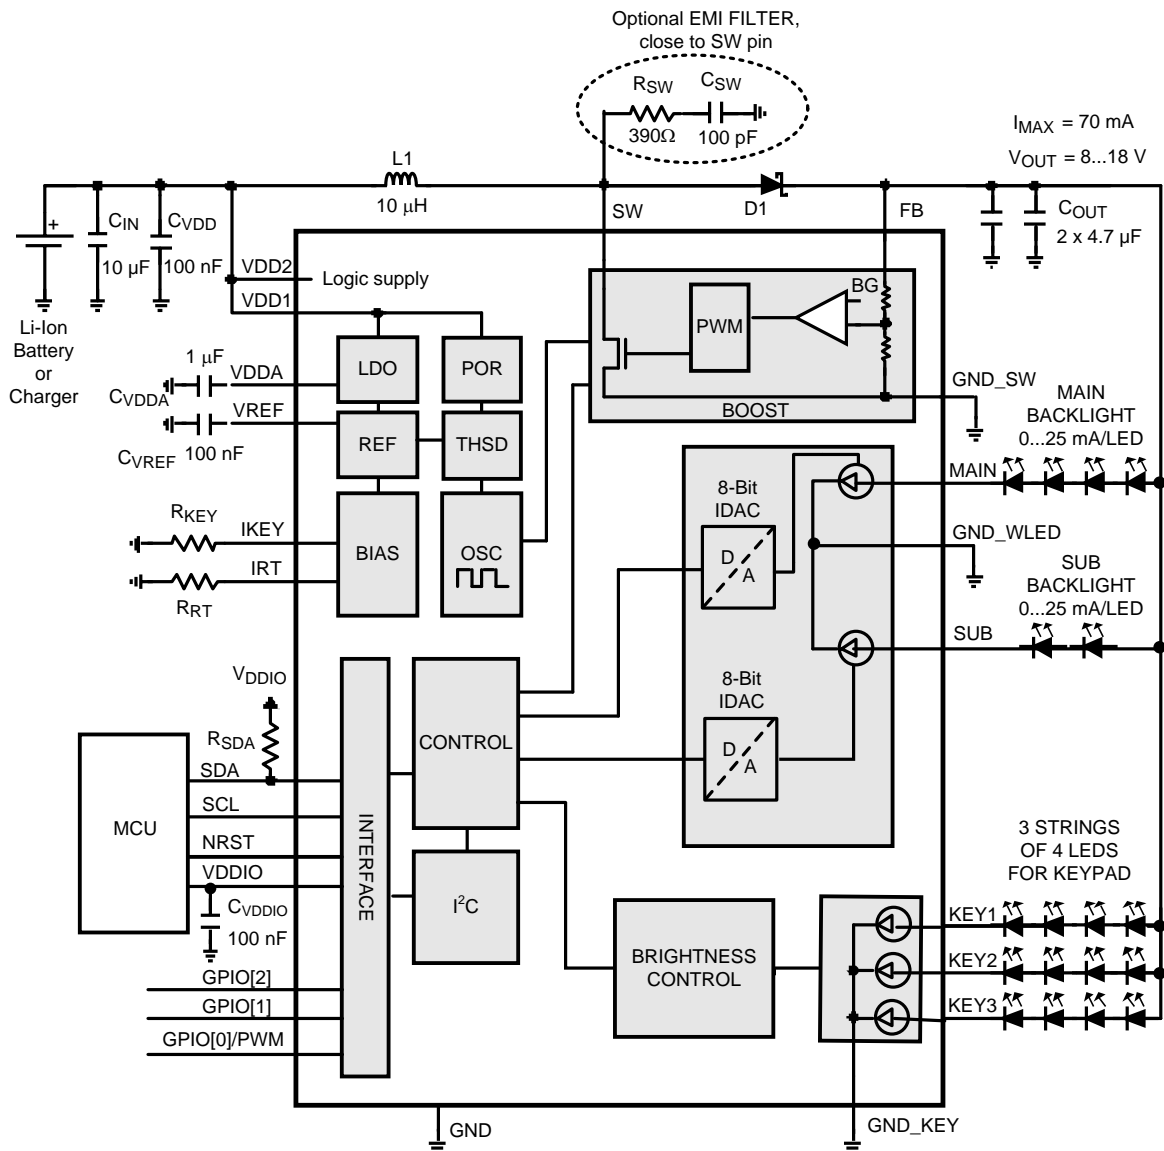 Optional EMI FILTER,
close to SW pin
RSW
CSW
390Ω
100 pF
IMAX = 70 mA
VOUT = 8...18 V
L1
10 μH
SW
D1
FB
COUT
2 x 4.7 μF
+
CIN
10 μF
CVDD
100 nF
Li-Ion
Battery
or
Charger
VDD2
Logic supply
VDD1
BG
PWM
BOOST
GND_SW
1 μF
VDDA
CVDDA
VREF
CVREF
100 nF
LDO
POR
REF
THSD
RKEY
IKEY
IRT
RRT
BIAS
OSC
MAIN
BACKLIGHT
0...25 mA/LED
MAIN
8-Bit
IDAC
D
A
GND_WLED
SUB
BACKLIGHT
0...25 mA/LED
SUB
8-Bit
IDAC
D
A
VDDIO
RSDA
MCU
SDA
SCL
NRST
VDDIO
CVDDIO
100 nF
GPIO[2]
GPIO[1]
GPIO[0]/PWM
INTERFACE
CONTROL
I2C
BRIGHTNESS
CONTROL
3 STRINGS
OF 4 LEDS
FOR KEYPAD
KEY1
KEY2
KEY3
GND
GND_KEY